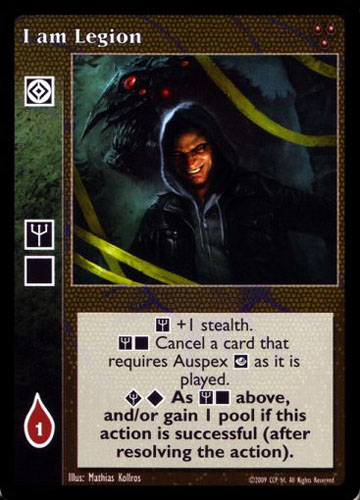 I am Legion
+1 stealth.
Cancel a card that
requires Auspex as it is
played.
As above,
and/or gain 1 pool if this
action is successful (after
resolving the action).
1
Illus: Mathias Kollros
©2009 CCP hf. All Rights Reserved